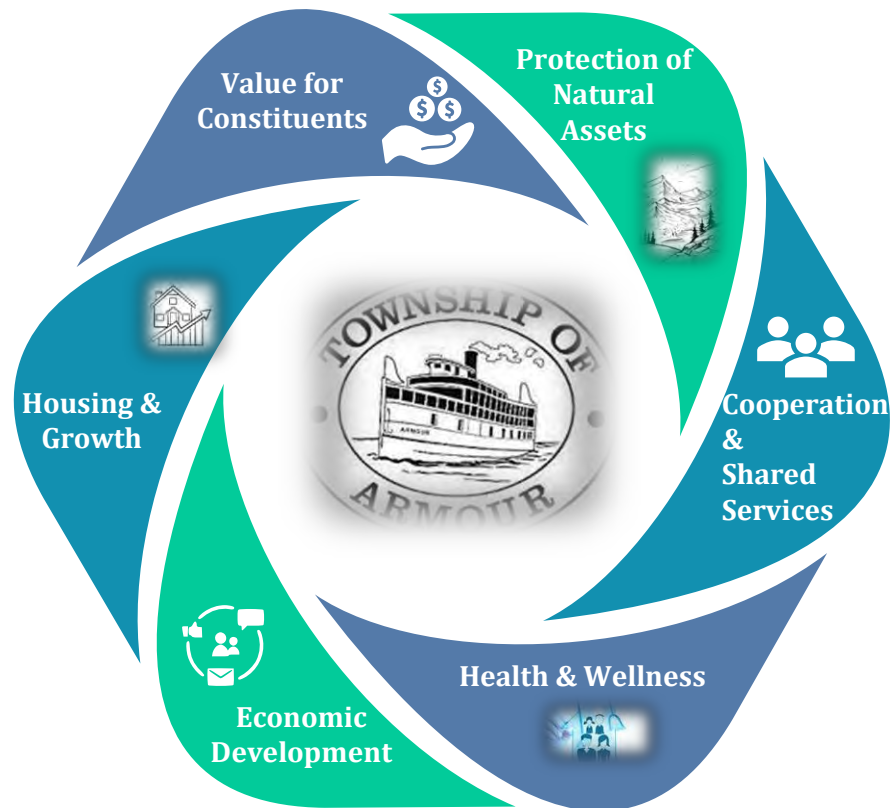 Value for
Constituents
Protection of
Natural
Assets
Cooperation
&
Shared
Services
Health & Wellness
Economic
Development
Housing &
Growth
TOWNSHIP OF
ARMOUR
ARMOUR